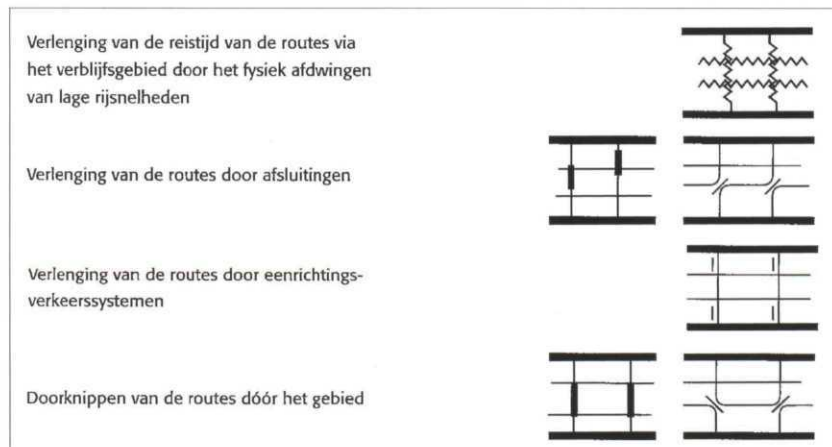 Verlenging van de reistijd van de routes via
het verblijfsgebied door het fysiek afdwingen
van lage rijsnelheden
Verlenging van de routes door afsluitingen
Verlenging van de routes door eenrichtings-
verkeerssystemen
Doorknippen van de routes dóór het gebied